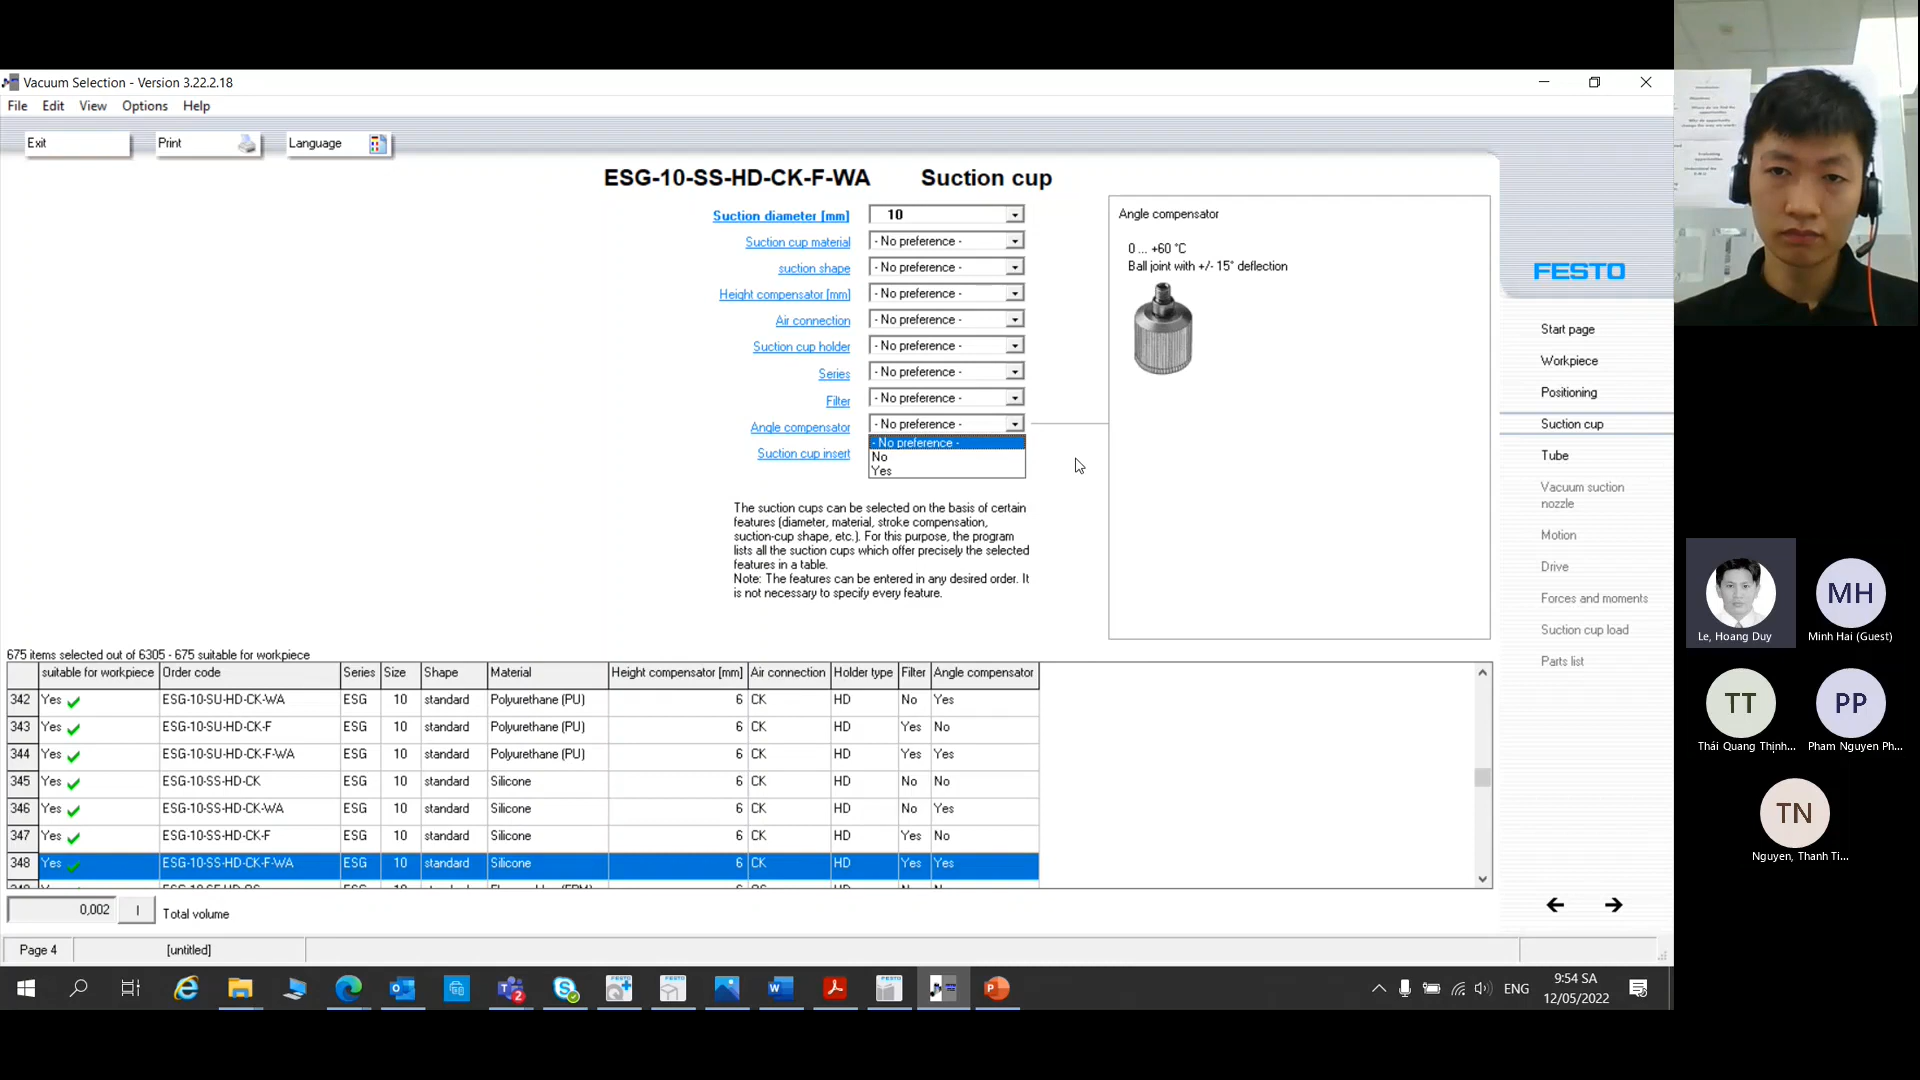 Vacuum Selection - Version 3.22.2.18
File Edit View Options Help
Exit Print Language
ESG-10-SS-HD-CK-F-WA Suction cup
Suction diameter [mm] 10
Suction cup material - No preference -
suction shape - No preference -
Height compensator [mm] - No preference -
Air connection - No preference -
Suction cup holder - No preference -
Series - No preference -
Filter - No preference -
Angle compensator - No preference -
- No preference -
No
Yes
Suction cup insert
The suction cups can be selected on the basis of certain
features (diameter, material, stroke compensation,
suction-cup shape, etc.). For this purpose, the program
lists all the suction cups which offer precisely the selected
features in a table.
Note: The features can be entered in any desired order. It
is not necessary to specify every feature.
Angle compensator
0 ... +60 °C
Ball joint with +/- 15° deflection
FESTO
Start page
Workpiece
Positioning
Suction cup
Tube
Vacuum suction
nozzle
Motion
Drive
Forces and moments
Suction cup load
Parts list
675 items selected out of 6305 - 675 suitable for workpiece
suitable for workpiece Order code Series Size Shape Material Height compensator [mm] Air connection Holder type Filter Angle compensator
342 Yes ESG-10-SU-HD-CK-WA ESG 10 standard Polyurethane (PU) 6 CK HD No Yes
343 Yes ESG-10-SU-HD-CK-F ESG 10 standard Polyurethane (PU) 6 CK HD Yes No
344 Yes ESG-10-SU-HD-CK-F-WA ESG 10 standard Polyurethane (PU) 6 CK HD Yes Yes
345 Yes ESG-10-SS-HD-CK ESG 10 standard Silicone 6 CK HD No No
346 Yes ESG-10-SS-HD-CK-WA ESG 10 standard Silicone 6 CK HD No Yes
347 Yes ESG-10-SS-HD-CK-F ESG 10 standard Silicone 6 CK HD Yes No
348 Yes ESG-10-SS-HD-CK-F-WA ESG 10 standard Silicone 6 CK HD Yes Yes
0,002 l Total volume
Page 4 [untitled]
9:54 SA
ENG
12/05/2022
Le, Hoang Duy
MH
Minh Hai (Guest)
TT
Thái Quang Thịnh...
PP
Pham Nguyen Ph...
TN
Nguyen, Thanh Ti...